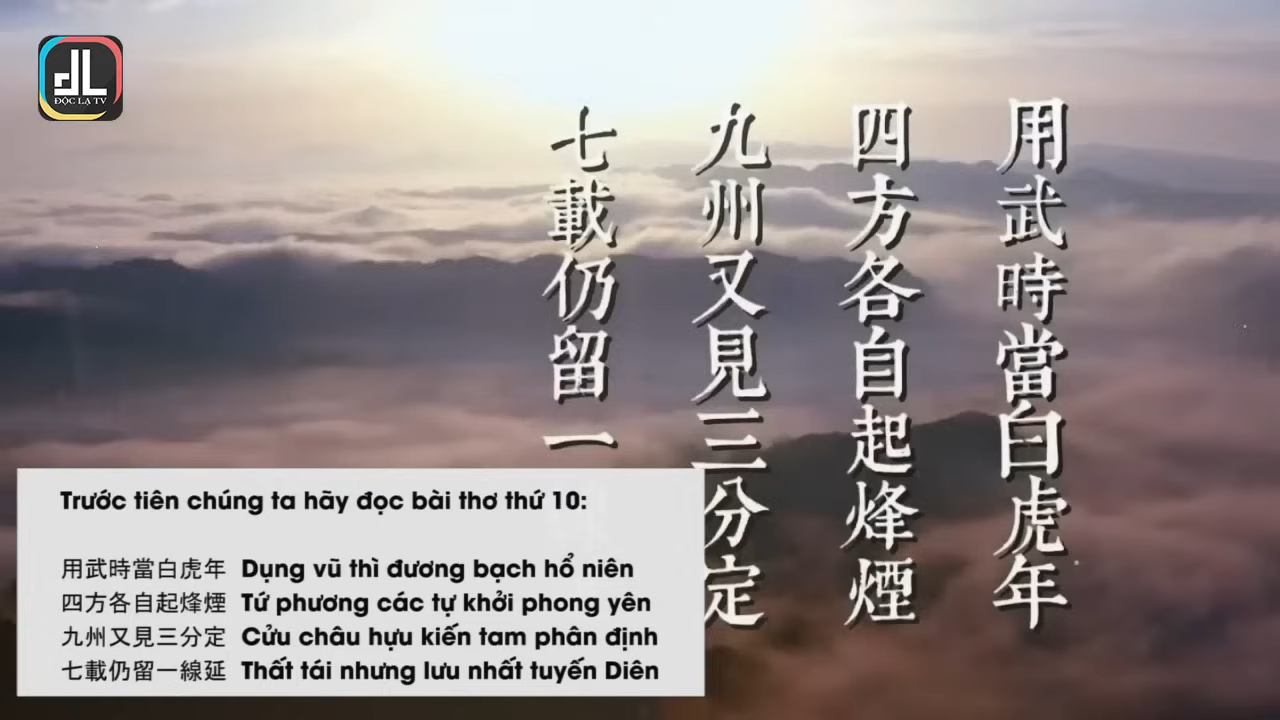 ĐỘC LẠ TV
用武時當白虎年
四方各自起烽煙
九州又見三分定
七載仍留一
Trước tiên chúng ta hãy đọc bài thơ thứ 10:
用武時當白虎年 Dụng vũ thì đương bạch hổ niên
四方各自起烽煙 Tứ phương các tự khởi phong yên
九州又見三分定 Cửu châu hựu kiến tam phân định
七載仍留一線延 Thất tái nhưng lưu nhất tuyến Diên